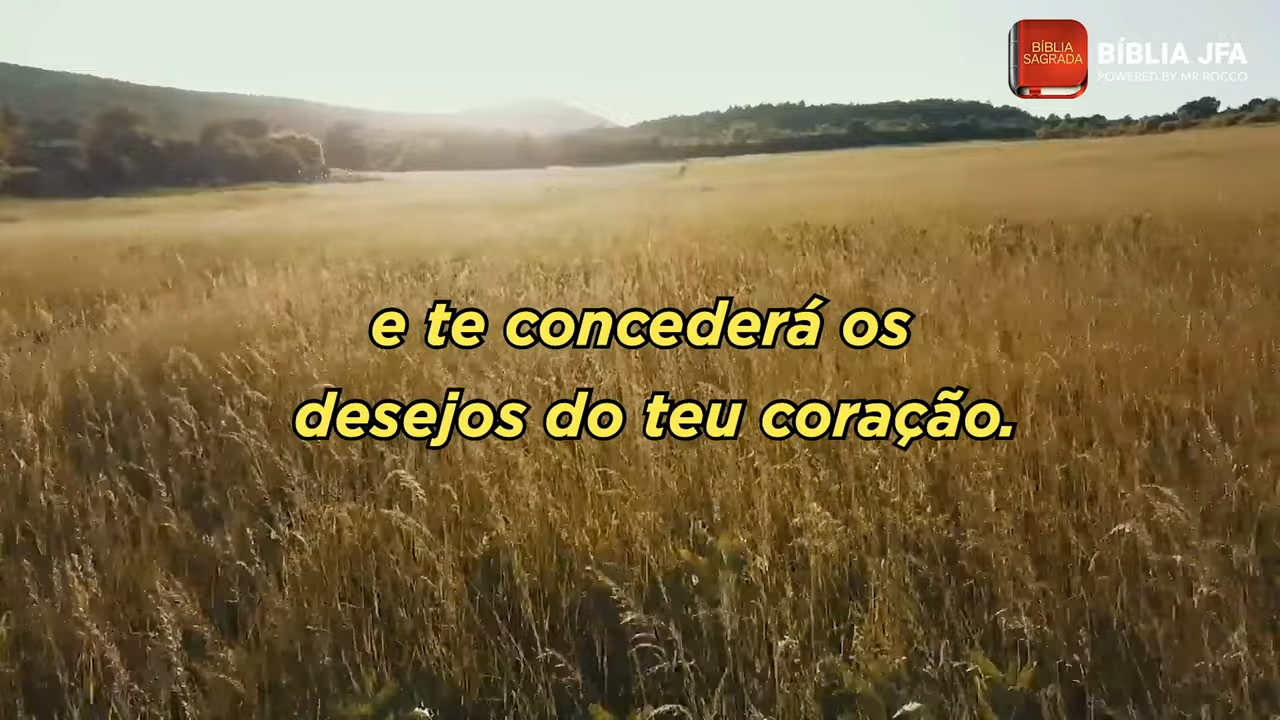 BÍBLIA
SAGRADA
BÍBLIA JFA
POWERED BY MR ROCCO
e te concederá os
desejos do teu coração.